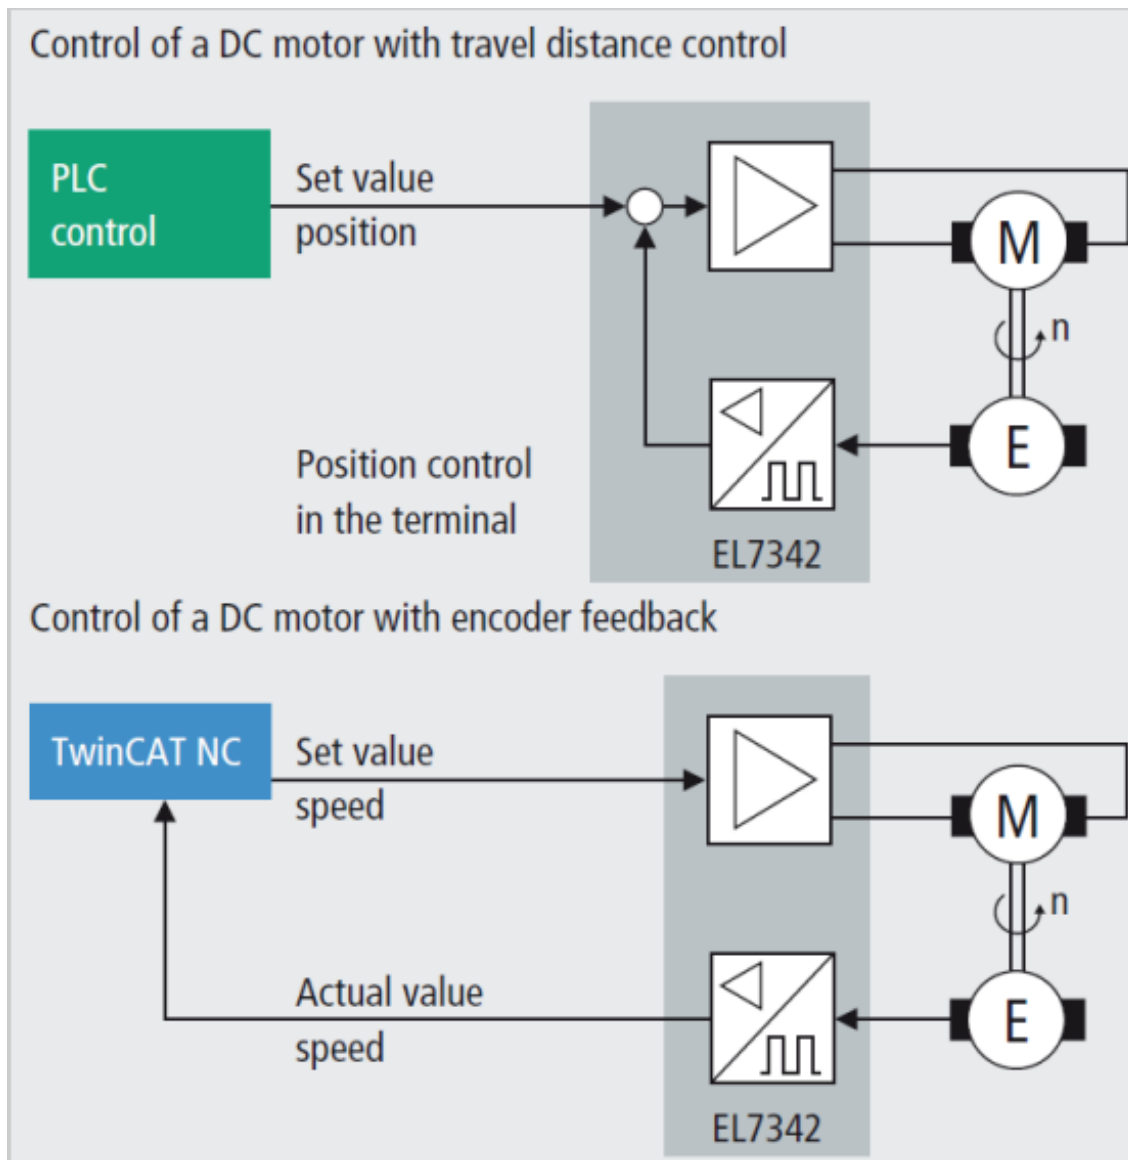 Control of a DC motor with travel distance control
PLC
control
Set value
position
M
n
E
Position control
in the terminal
EL7342
Control of a DC motor with encoder feedback
TwinCAT NC
Set value
speed
M
n
E
Actual value
speed
EL7342